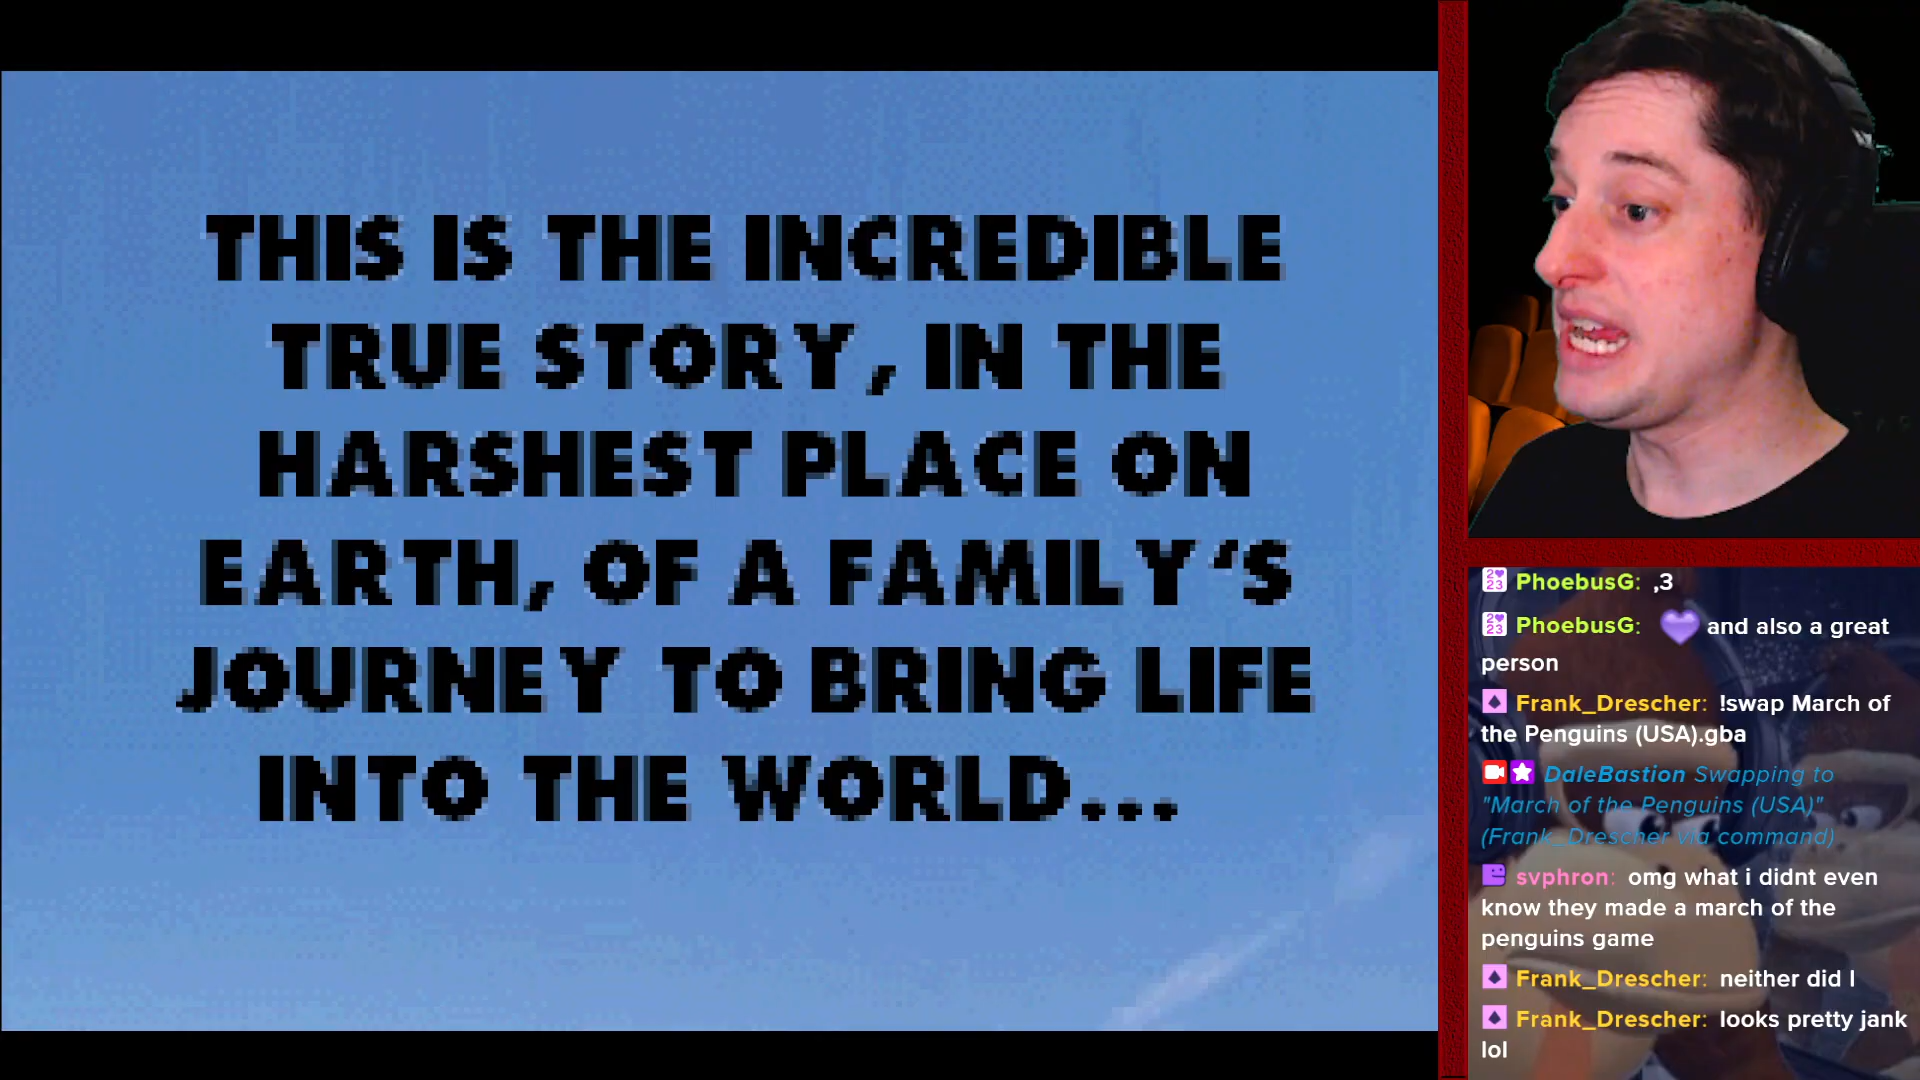 THIS IS THE INCREDIBLE
TRUE STORY, IN THE
HARSHEST PLACE ON
EARTH, OF A FAMILY'S
JOURNEY TO BRING LIFE
INTO THE WORLD...
PhoebusG: ,3
PhoebusG: and also a great
person
Frank_Drescher: !swap March of
the Penguins (USA).gba
DaleBastion Swapping to
"March of the Penguins (USA)"
(Frank_Drescher via command)
svphron: omg what i didnt even
know they made a march of the
penguins game
Frank_Drescher: neither did I
Frank_Drescher: looks pretty jank
lol